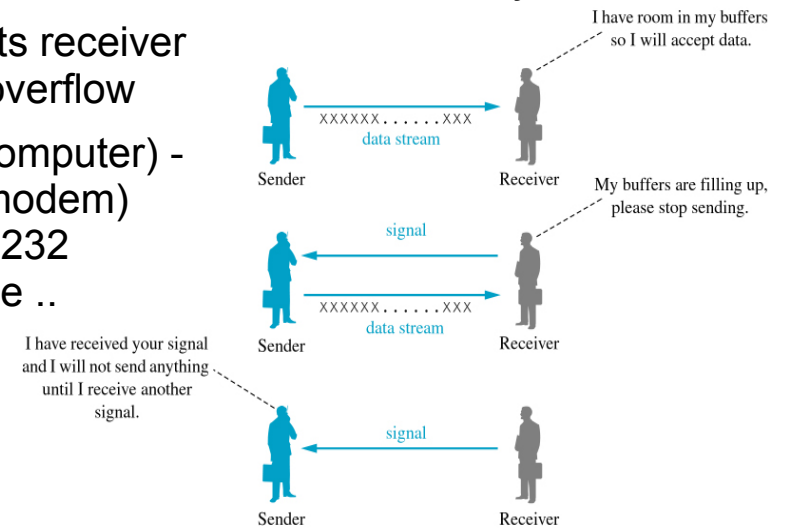 ts receiver
overflow
omputer) -
nodem)
232
e ..
I have room in my buffers
so I will accept data.
XXXXXX......XXX
data stream
Sender
Receiver
My buffers are filling up,
please stop sending.
signal
XXXXXX......XXX
data stream
Sender
Receiver
I have received your signal
and I will not send anything
until I receive another
signal.
signal
Sender
Receiver